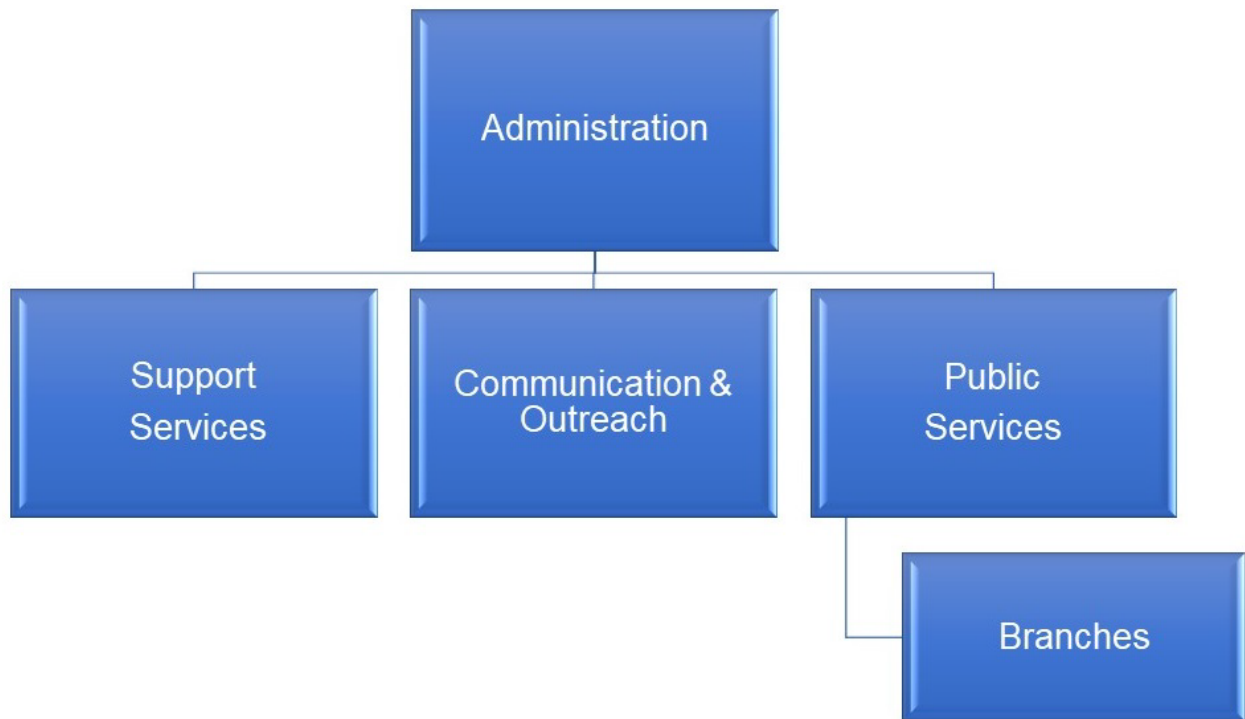 Administration
Support
Services
Communication &
Outreach
Public
Services
Branches